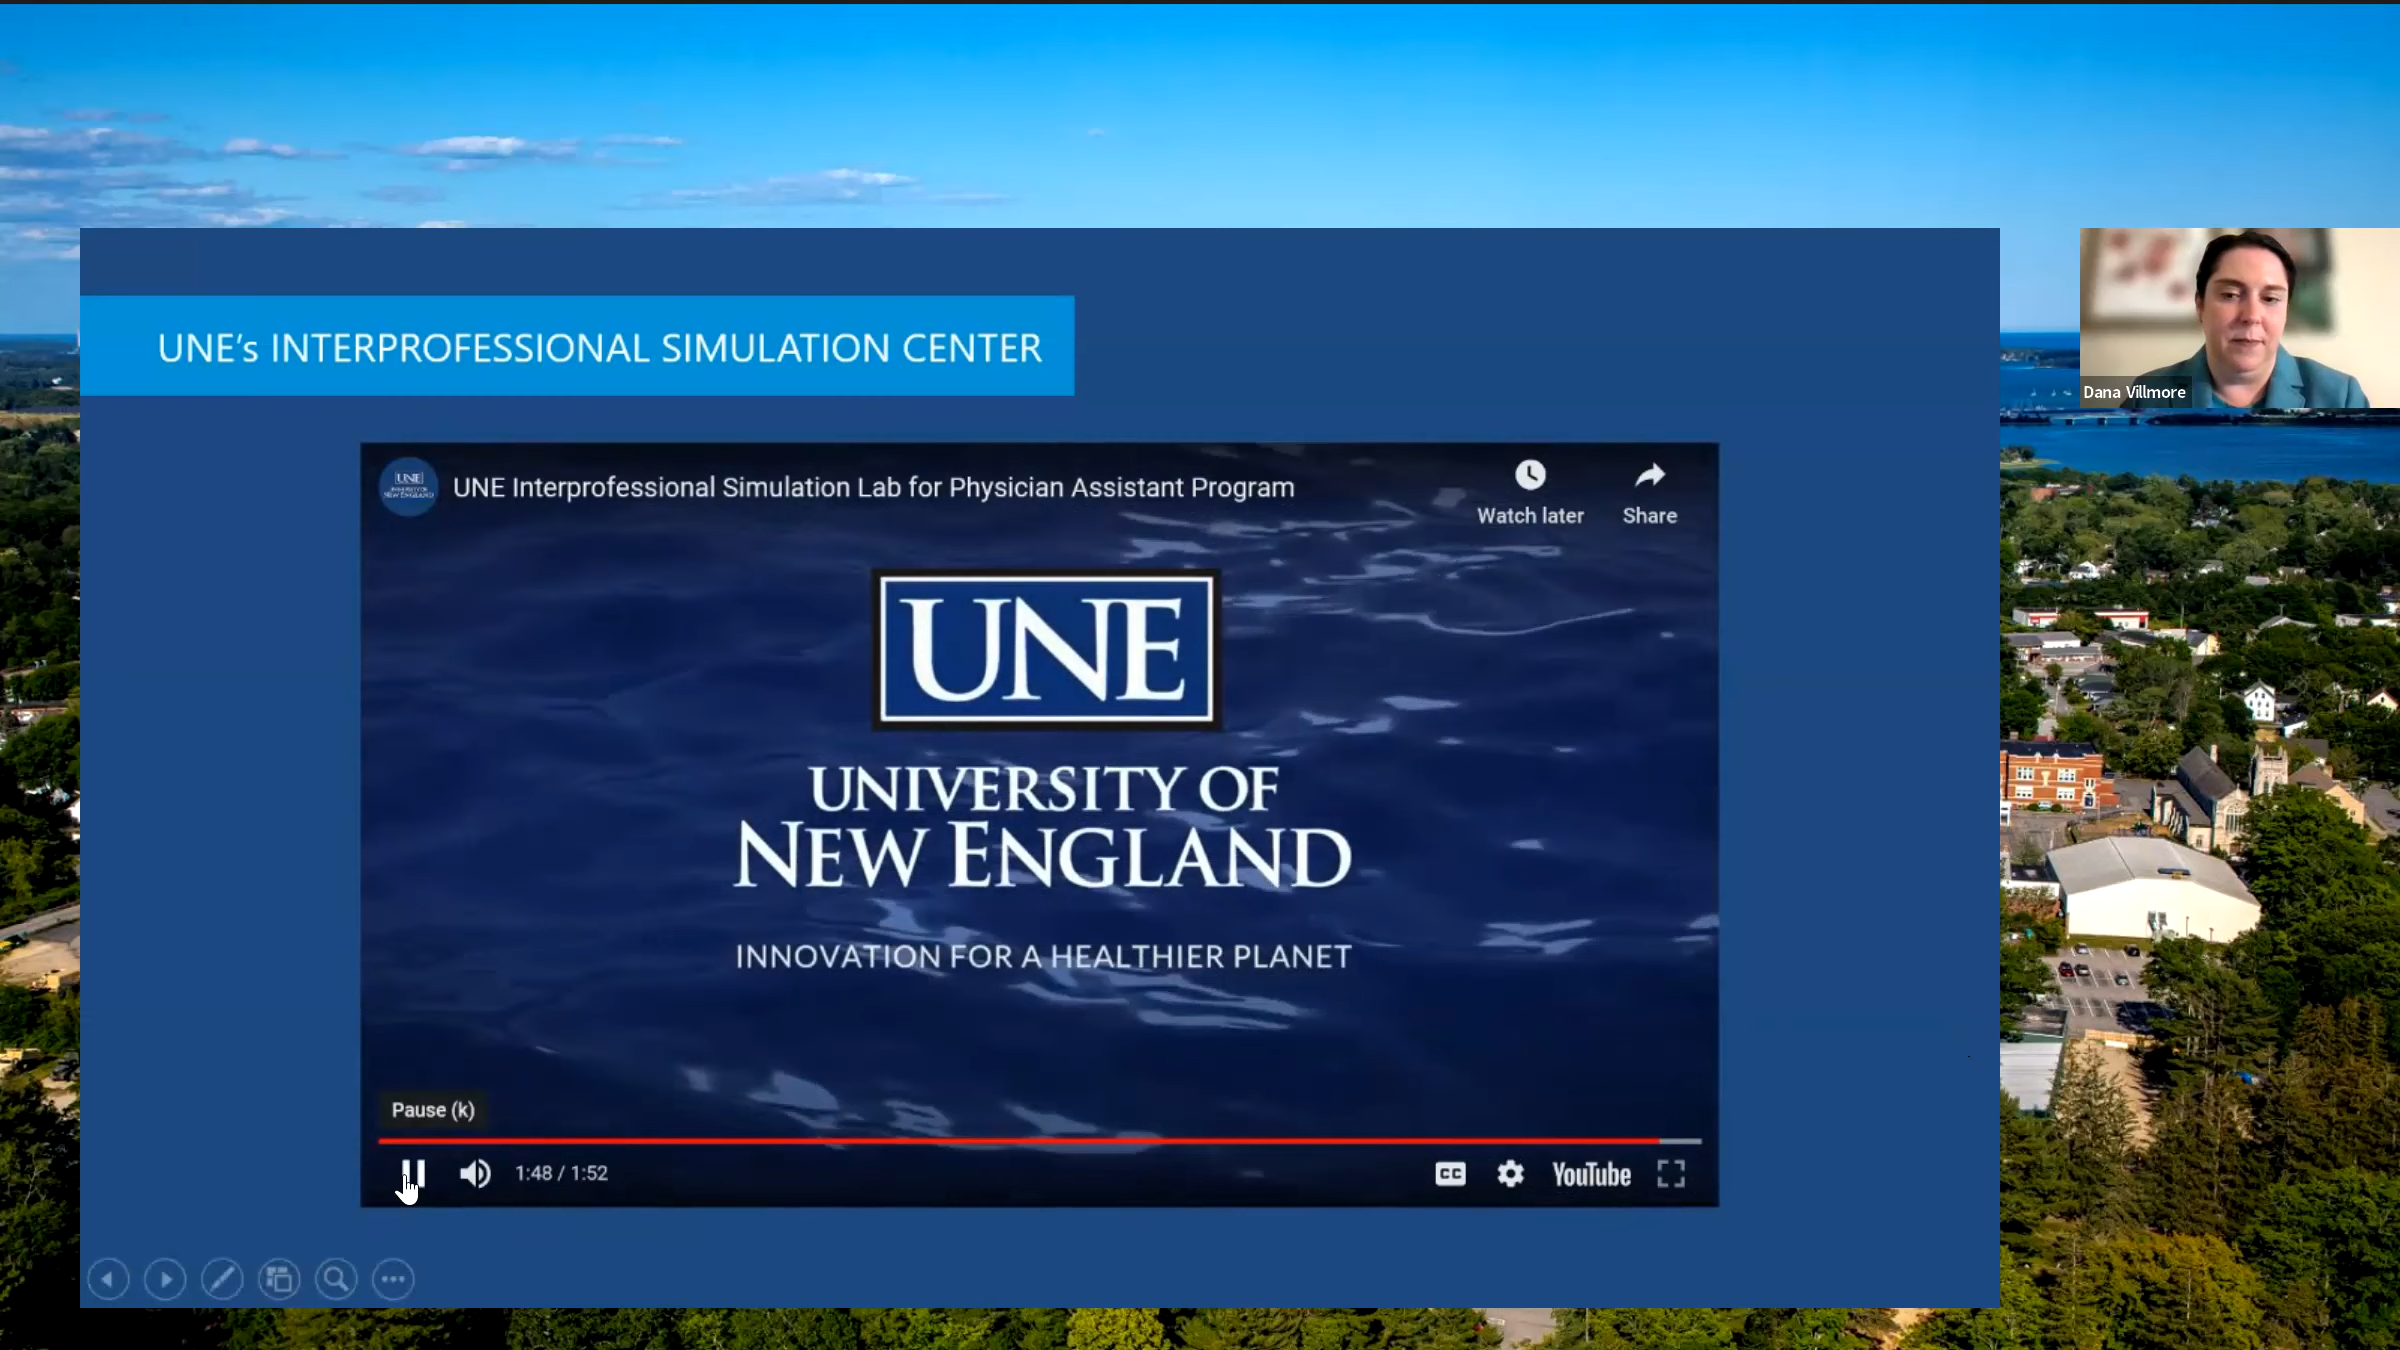 UNE's INTERPROFESSIONAL SIMULATION CENTER
Dana Villmore
UNE
UNE Interprofessional Simulation Lab for Physician Assistant Program
Watch later
Share
UNE
UNIVERSITY OF
NEW ENGLAND
INNOVATION FOR A HEALTHIER PLANET
Pause (k)
1:48 / 1:52
CC
YouTube